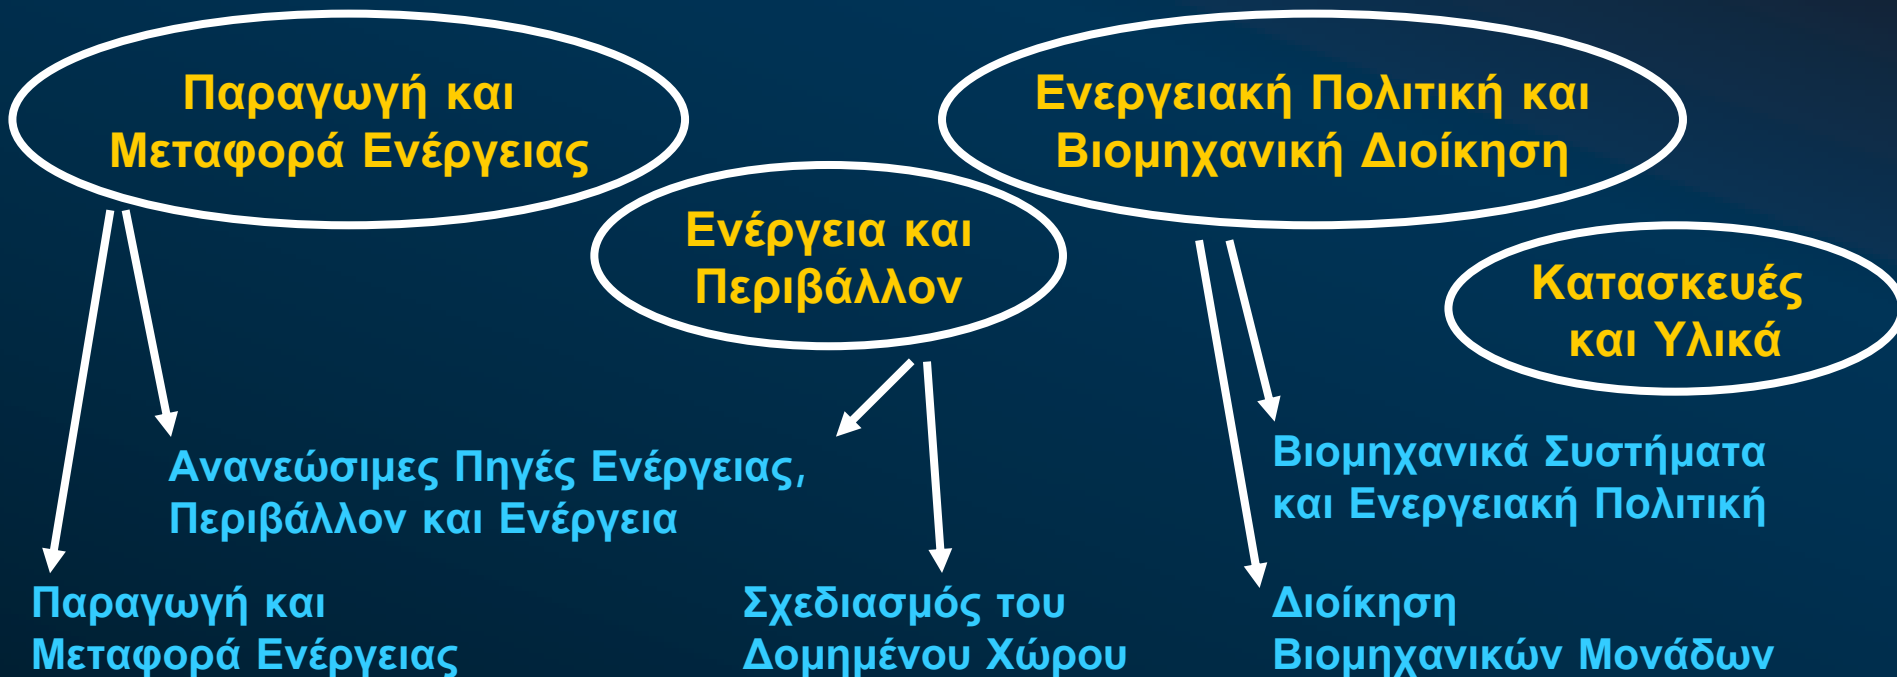 Παραγωγή και
Μεταφορά Ενέργειας
Ενεργειακή Πολιτική και
Βιομηχανική Διοίκηση
Ενέργεια και
Περιβάλλον
Κατασκευές
και Υλικά
Ανανεώσιμες Πηγές Ενέργειας,
Περιβάλλον και Ενέργεια
Βιομηχανικά Συστήματα
και Ενεργειακή Πολιτική
Παραγωγή και
Μεταφορά Ενέργειας
Σχεδιασμός του
Δομημένου Χώρου
Διοίκηση
Βιομηχανικών Μονάδων